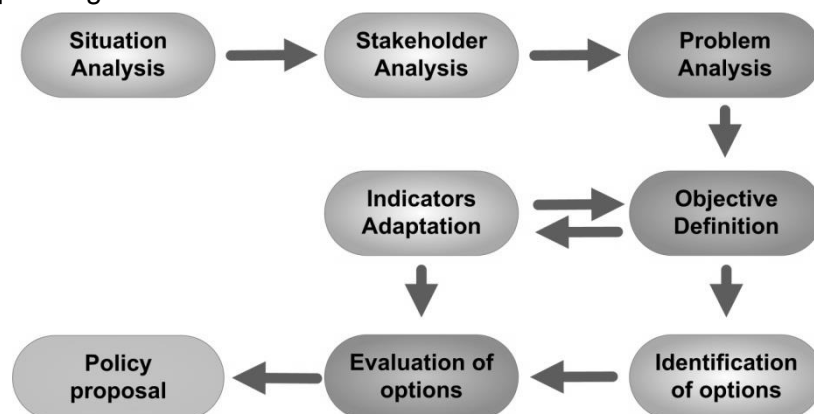 Situation
Analysis
Stakeholder
Analysis
Problem
Analysis
Indicators
Adaptation
Objective
Definition
Policy
proposal
Evaluation of
options
Identification
of options